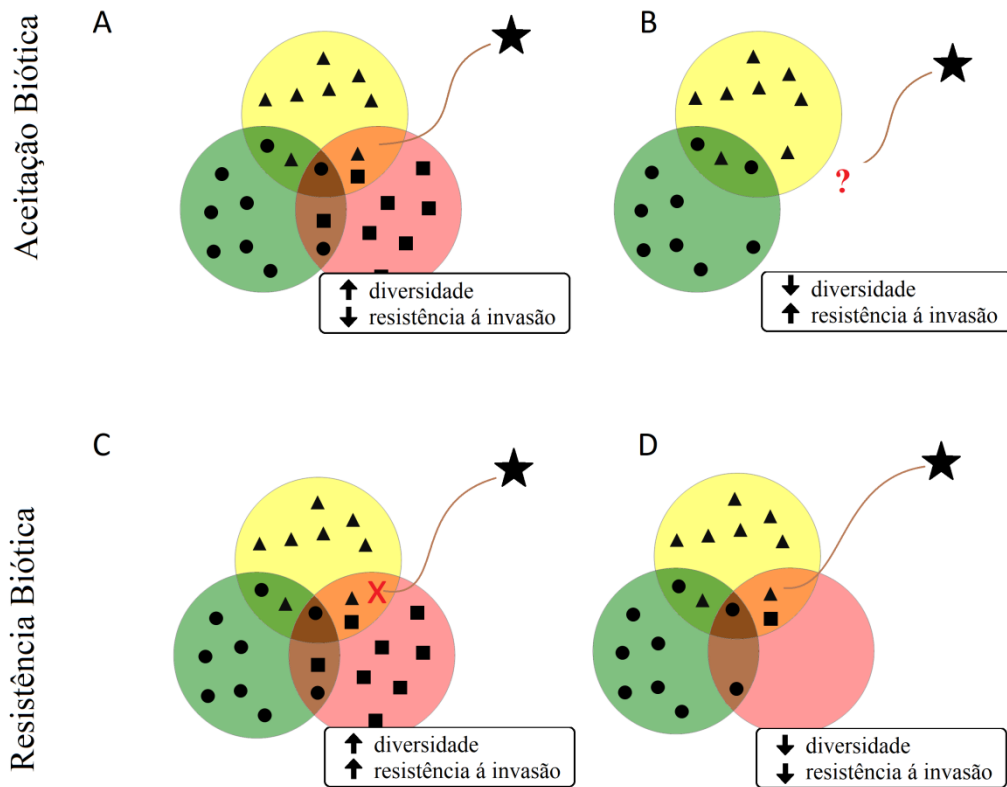 Aceitação Biótica
A
B
?
↑ diversidade
↓ resistência á invasão
↓ diversidade
↑ resistência á invasão
Resistência Biótica
C
D
X
↑ diversidade
↑ resistência á invasão
↓ diversidade
↓ resistência á invasão